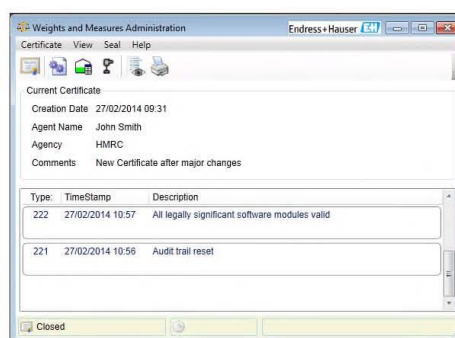 Weights and Measures Administration
Endress+Hauser EH
Certificate View Seal Help
Current Certificate
Creation Date 27/02/2014 09:31
Agent Name John Smith
Agency HMRC
Comments New Certificate after major changes
Type: TimeStamp Description
222 27/02/2014 10:57 All legally significant software modules valid
221 27/02/2014 10:56 Audit trail reset
Closed